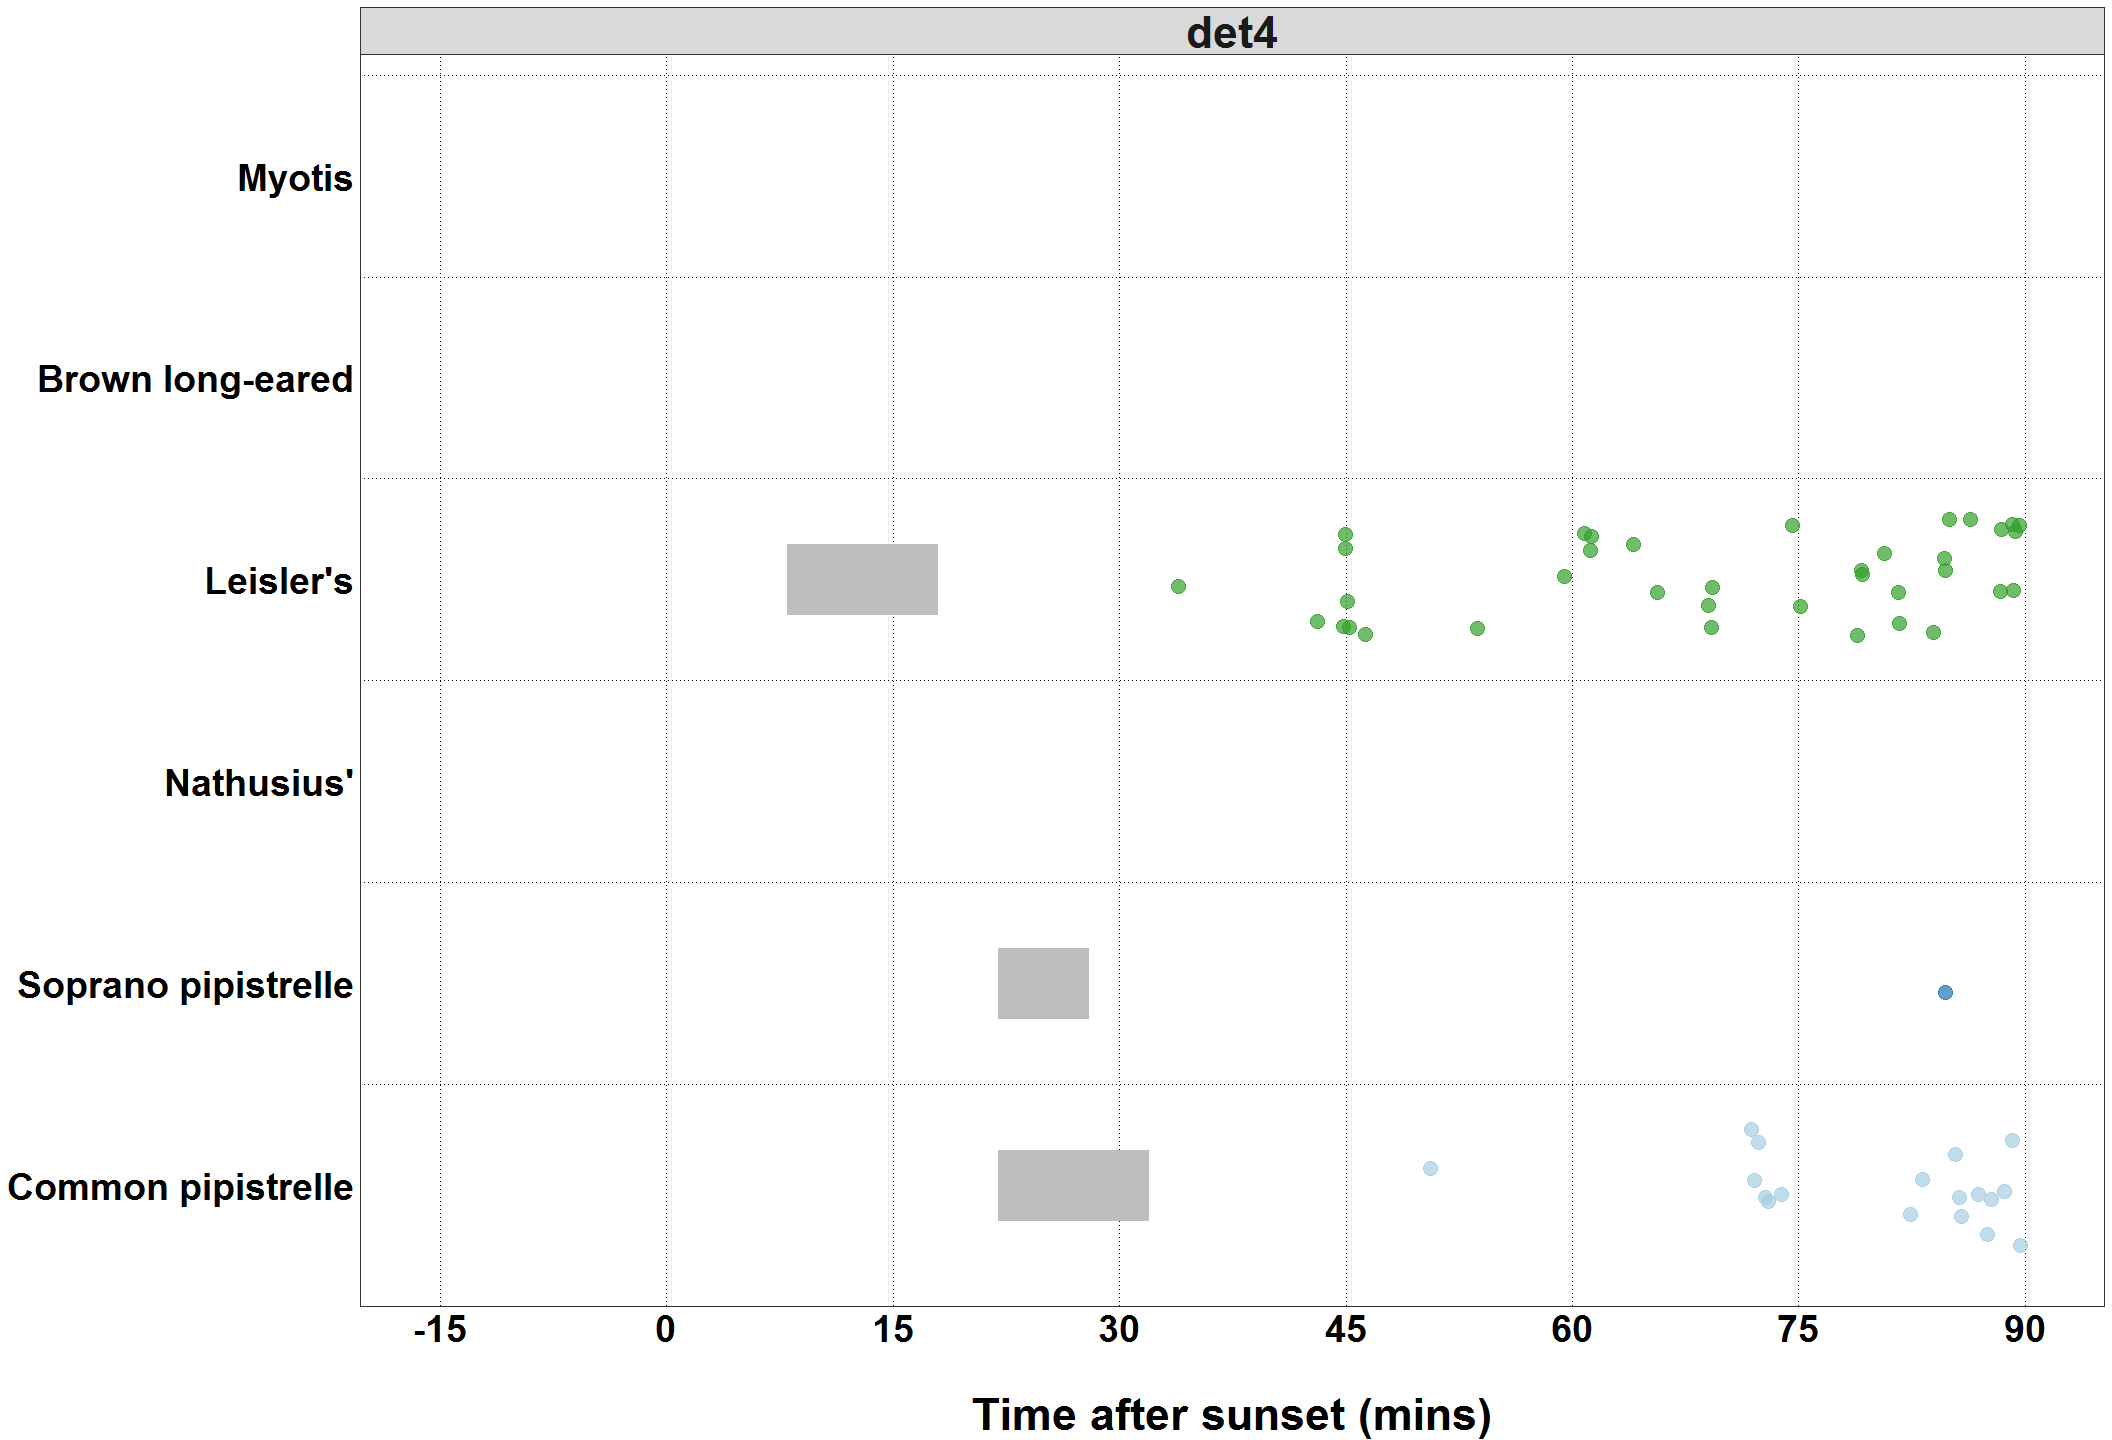 det4
Myotis
Brown long-eared
Leisler's
Nathusius'
Soprano pipistrelle
Common pipistrelle
-15 0 15 30 45 60 75 90
Time after sunset (mins)